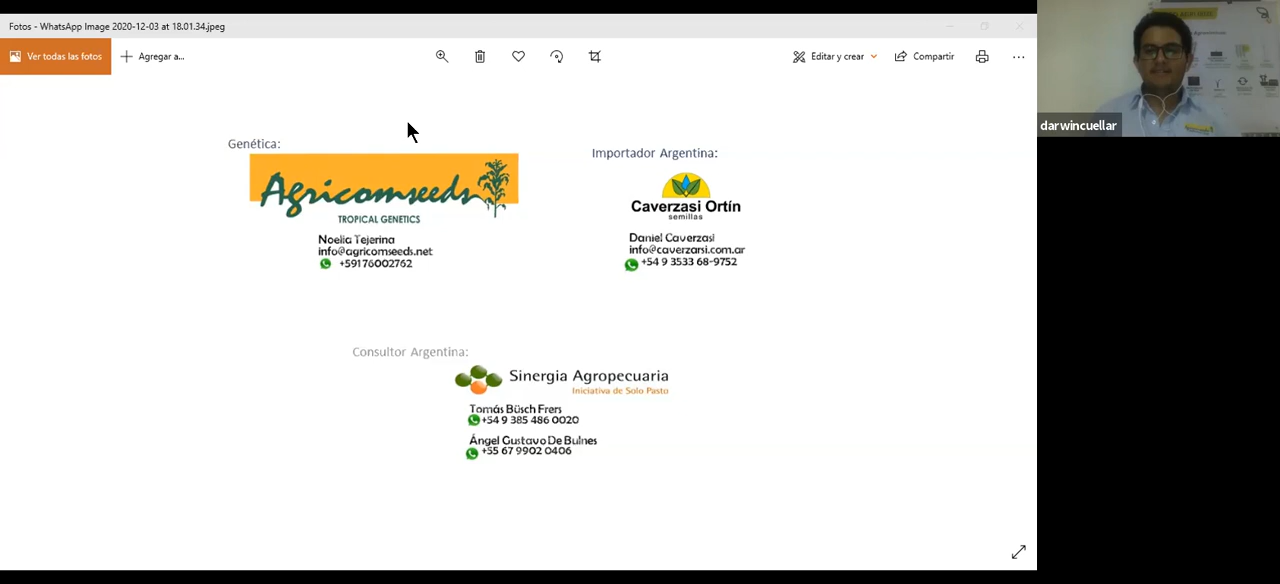 Fotos - WhatsApp Image 2020-12-03 at 18.01.34.jpeg
Ver todas las fotos
Agregar a...
Editar y crear
Compartir
darwincuellar
Genética:
Agricomseeds
TROPICAL GENETICS
Noelia Tejerina
info@agricomseeds.net
+59176002762
Importador Argentina:
Caverzasi Ortín
semillas
Daniel Caverzasi
info@caverzarsi.com.ar
+54 9 3533 68-9752
Consultor Argentina:
Sinergia Agropecuaria
Iniciativa de Solo Pasto
Tomás Büsch Frers
+54 9 385 486 0020
Ángel Gustavo De Bulnes
+55 67 9902 0406